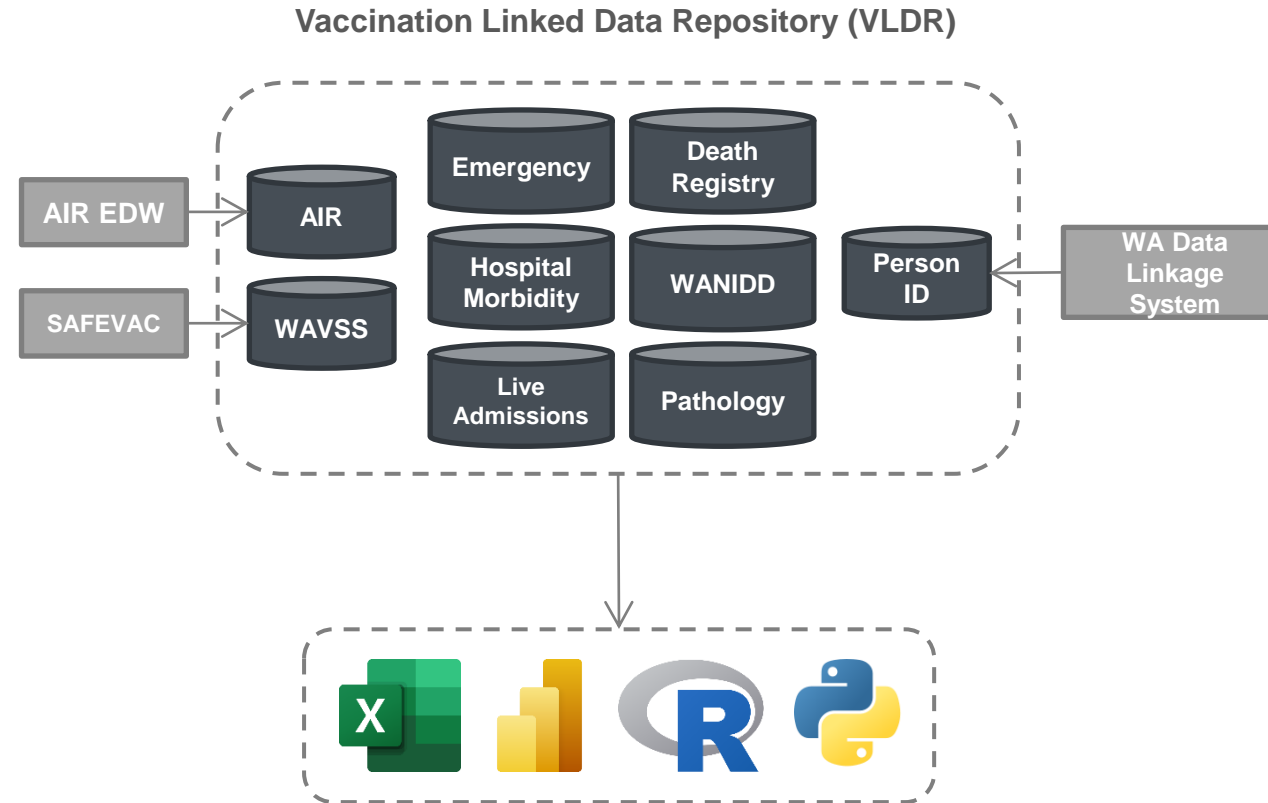 Vaccination Linked Data Repository (VLDR)
Emergency
Death
Registry
AIR EDW
AIR
Hospital
Morbidity
WANIDD
Person
ID
WA Data
Linkage
System
SAFEVAC
WAVSS
Live
Admissions
Pathology
X
R